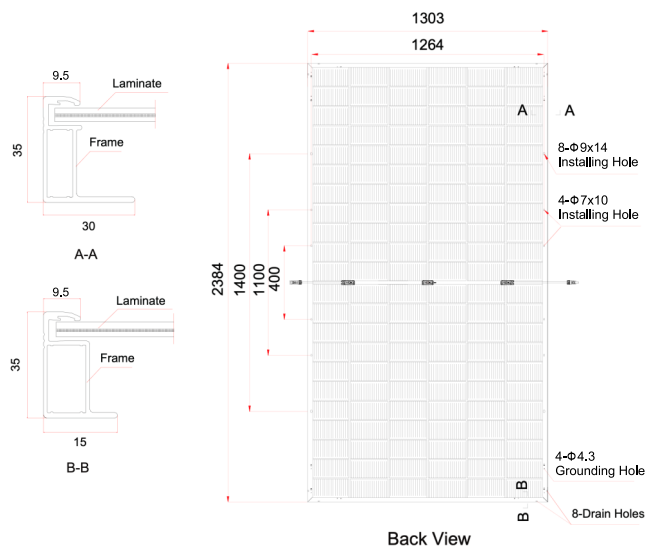 1303
1264
9.5
Laminate
Frame
35
30
A-A
9.5
Laminate
Frame
35
15
B-B
A
A
8-Φ9x14
Installing Hole
4-Φ7x10
Installing Hole
2384
1400
1100
400
4-Φ4.3
Grounding Hole
B
B
8-Drain Holes
Back View